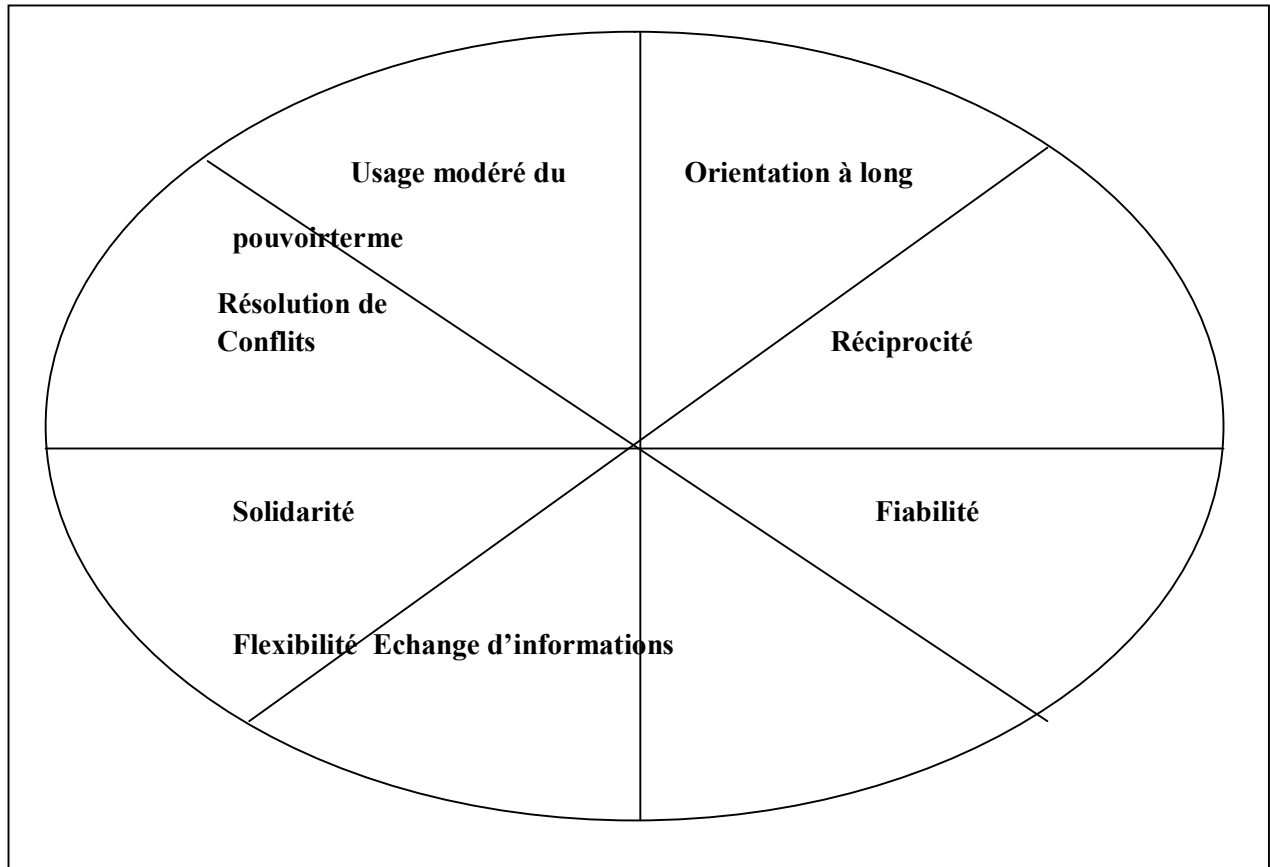 Usage modéré du Orientation à long
pouvoirterme
Résolution de
Conflits Réciprocité
Solidarité Fiabilité
Flexibilité Echange d’informations